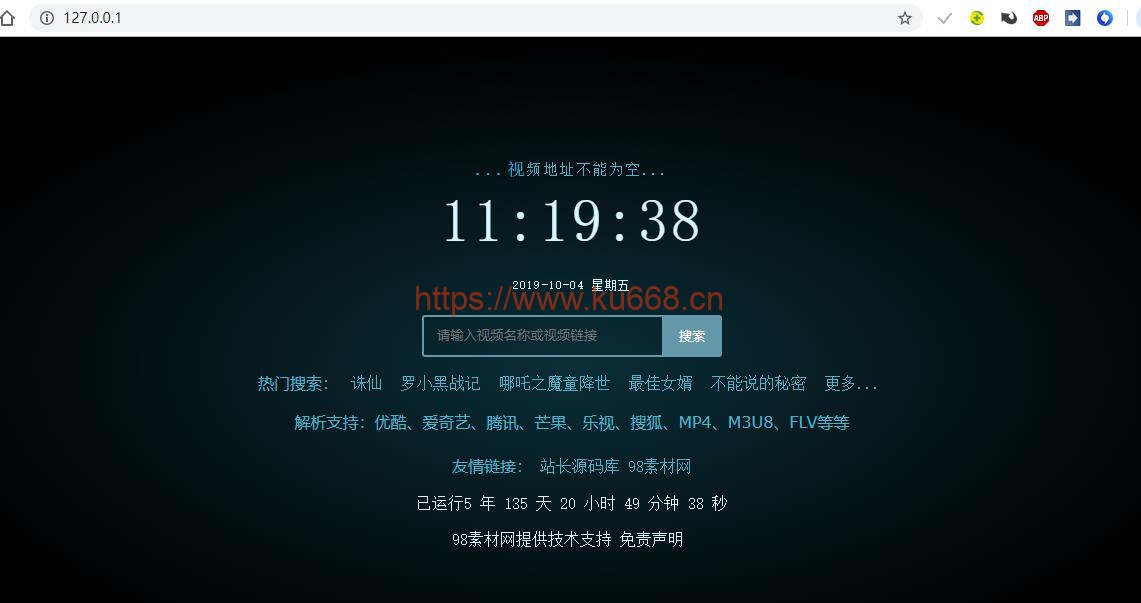 127.0.0.1
ABP
...视频地址不能为空...
11:19:38
2019-10-04 星期五
https://www.ku668.cn
请输入视频名称或视频链接 搜索
热门搜索： 诛仙 罗小黑战记 哪吒之魔童降世 最佳女婿 不能说的秘密 更多...
解析支持：优酷、爱奇艺、腾讯、芒果、乐视、搜狐、MP4、M3U8、FLV等等
友情链接： 站长源码库 98素材网
已运行5 年 135 天 20 小时 49 分钟 38 秒
98素材网提供技术支持 免责声明